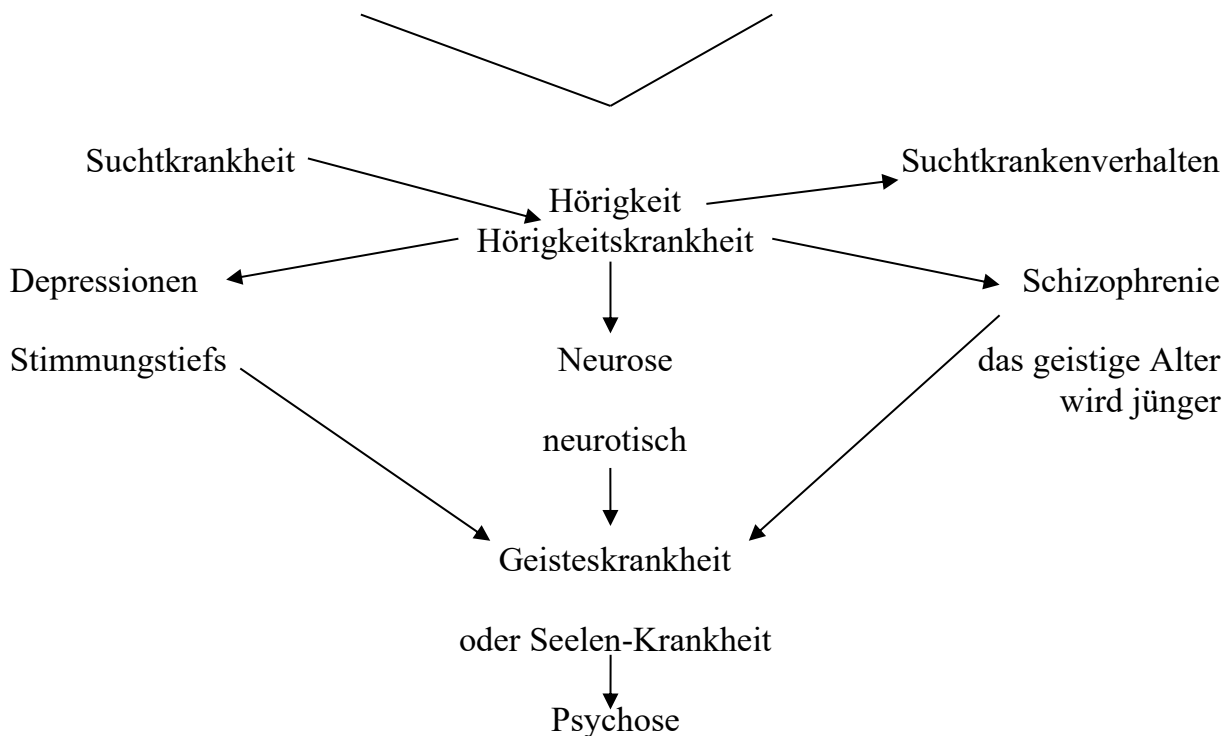 Suchtkrankheit
Suchtkrankenverhalten
Hörigkeit
Hörigkeitskrankheit
Depressionen
Schizophrenie
Stimmungstiefs
Neurose
das geistige Alter
wird jünger
neurotisch
Geisteskrankheit
oder Seelen-Krankheit
Psychose